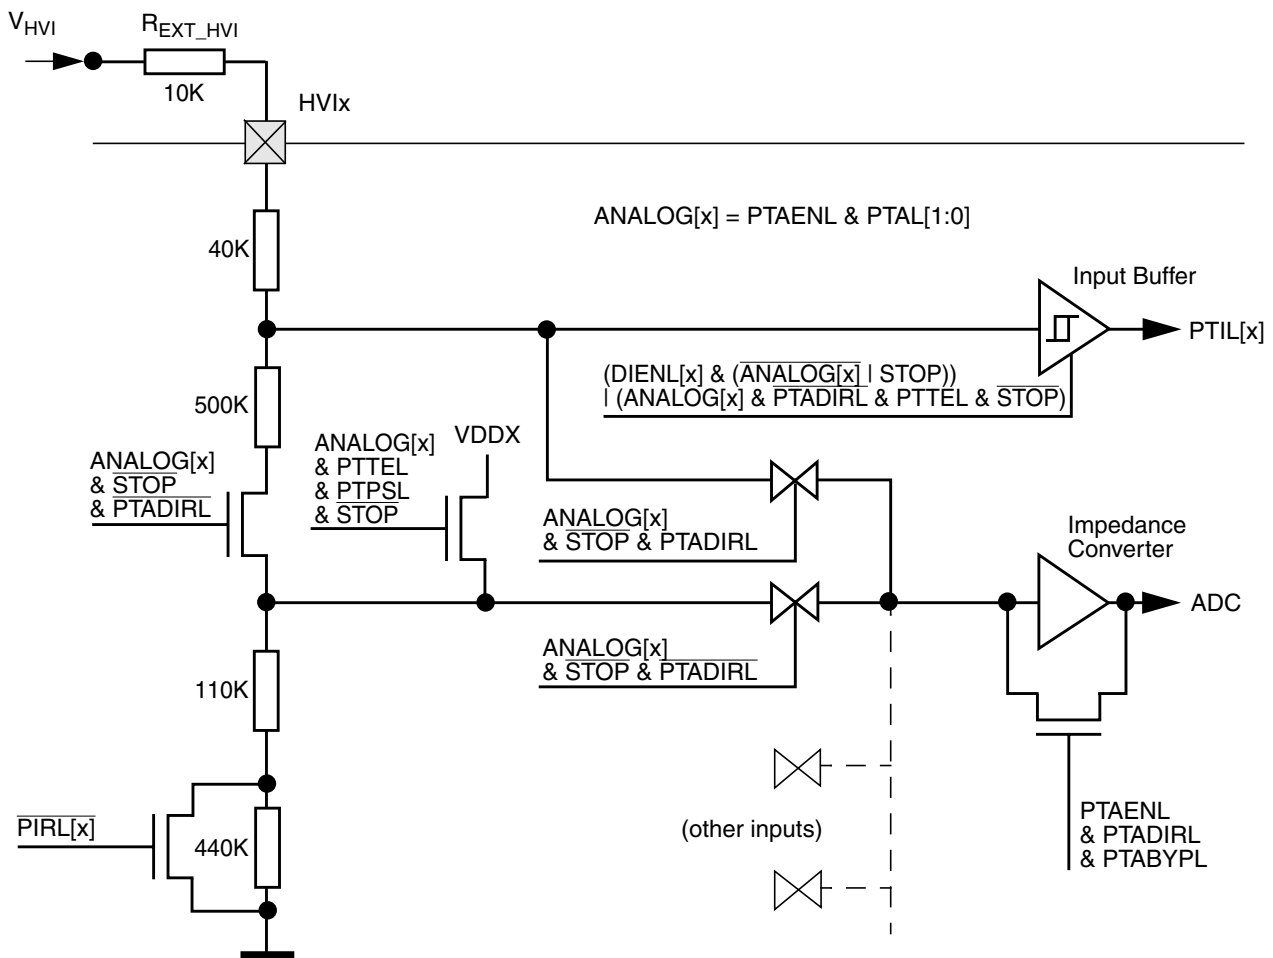 VHVI
REXT_HVI
10K
HVIx
ANALOG[x] = PTAENL & PTAL[1:0]
40K
Input Buffer
PTIL[x]
(DIENL[x] & (ANALOG[x] | STOP))
| (ANALOG[x] & PTADIRL & PTTEL & STOP)
500K
VDDX
ANALOG[x]
& PTTEL
& PTPSL
& STOP
ANALOG[x]
& STOP
& PTADIRL
ANALOG[x]
& STOP & PTADIRL
Impedance
Converter
ADC
ANALOG[x]
& STOP & PTADIRL
110K
(other inputs)
PIRL[x]
440K
PTAENL
& PTADIRL
& PTABYPL